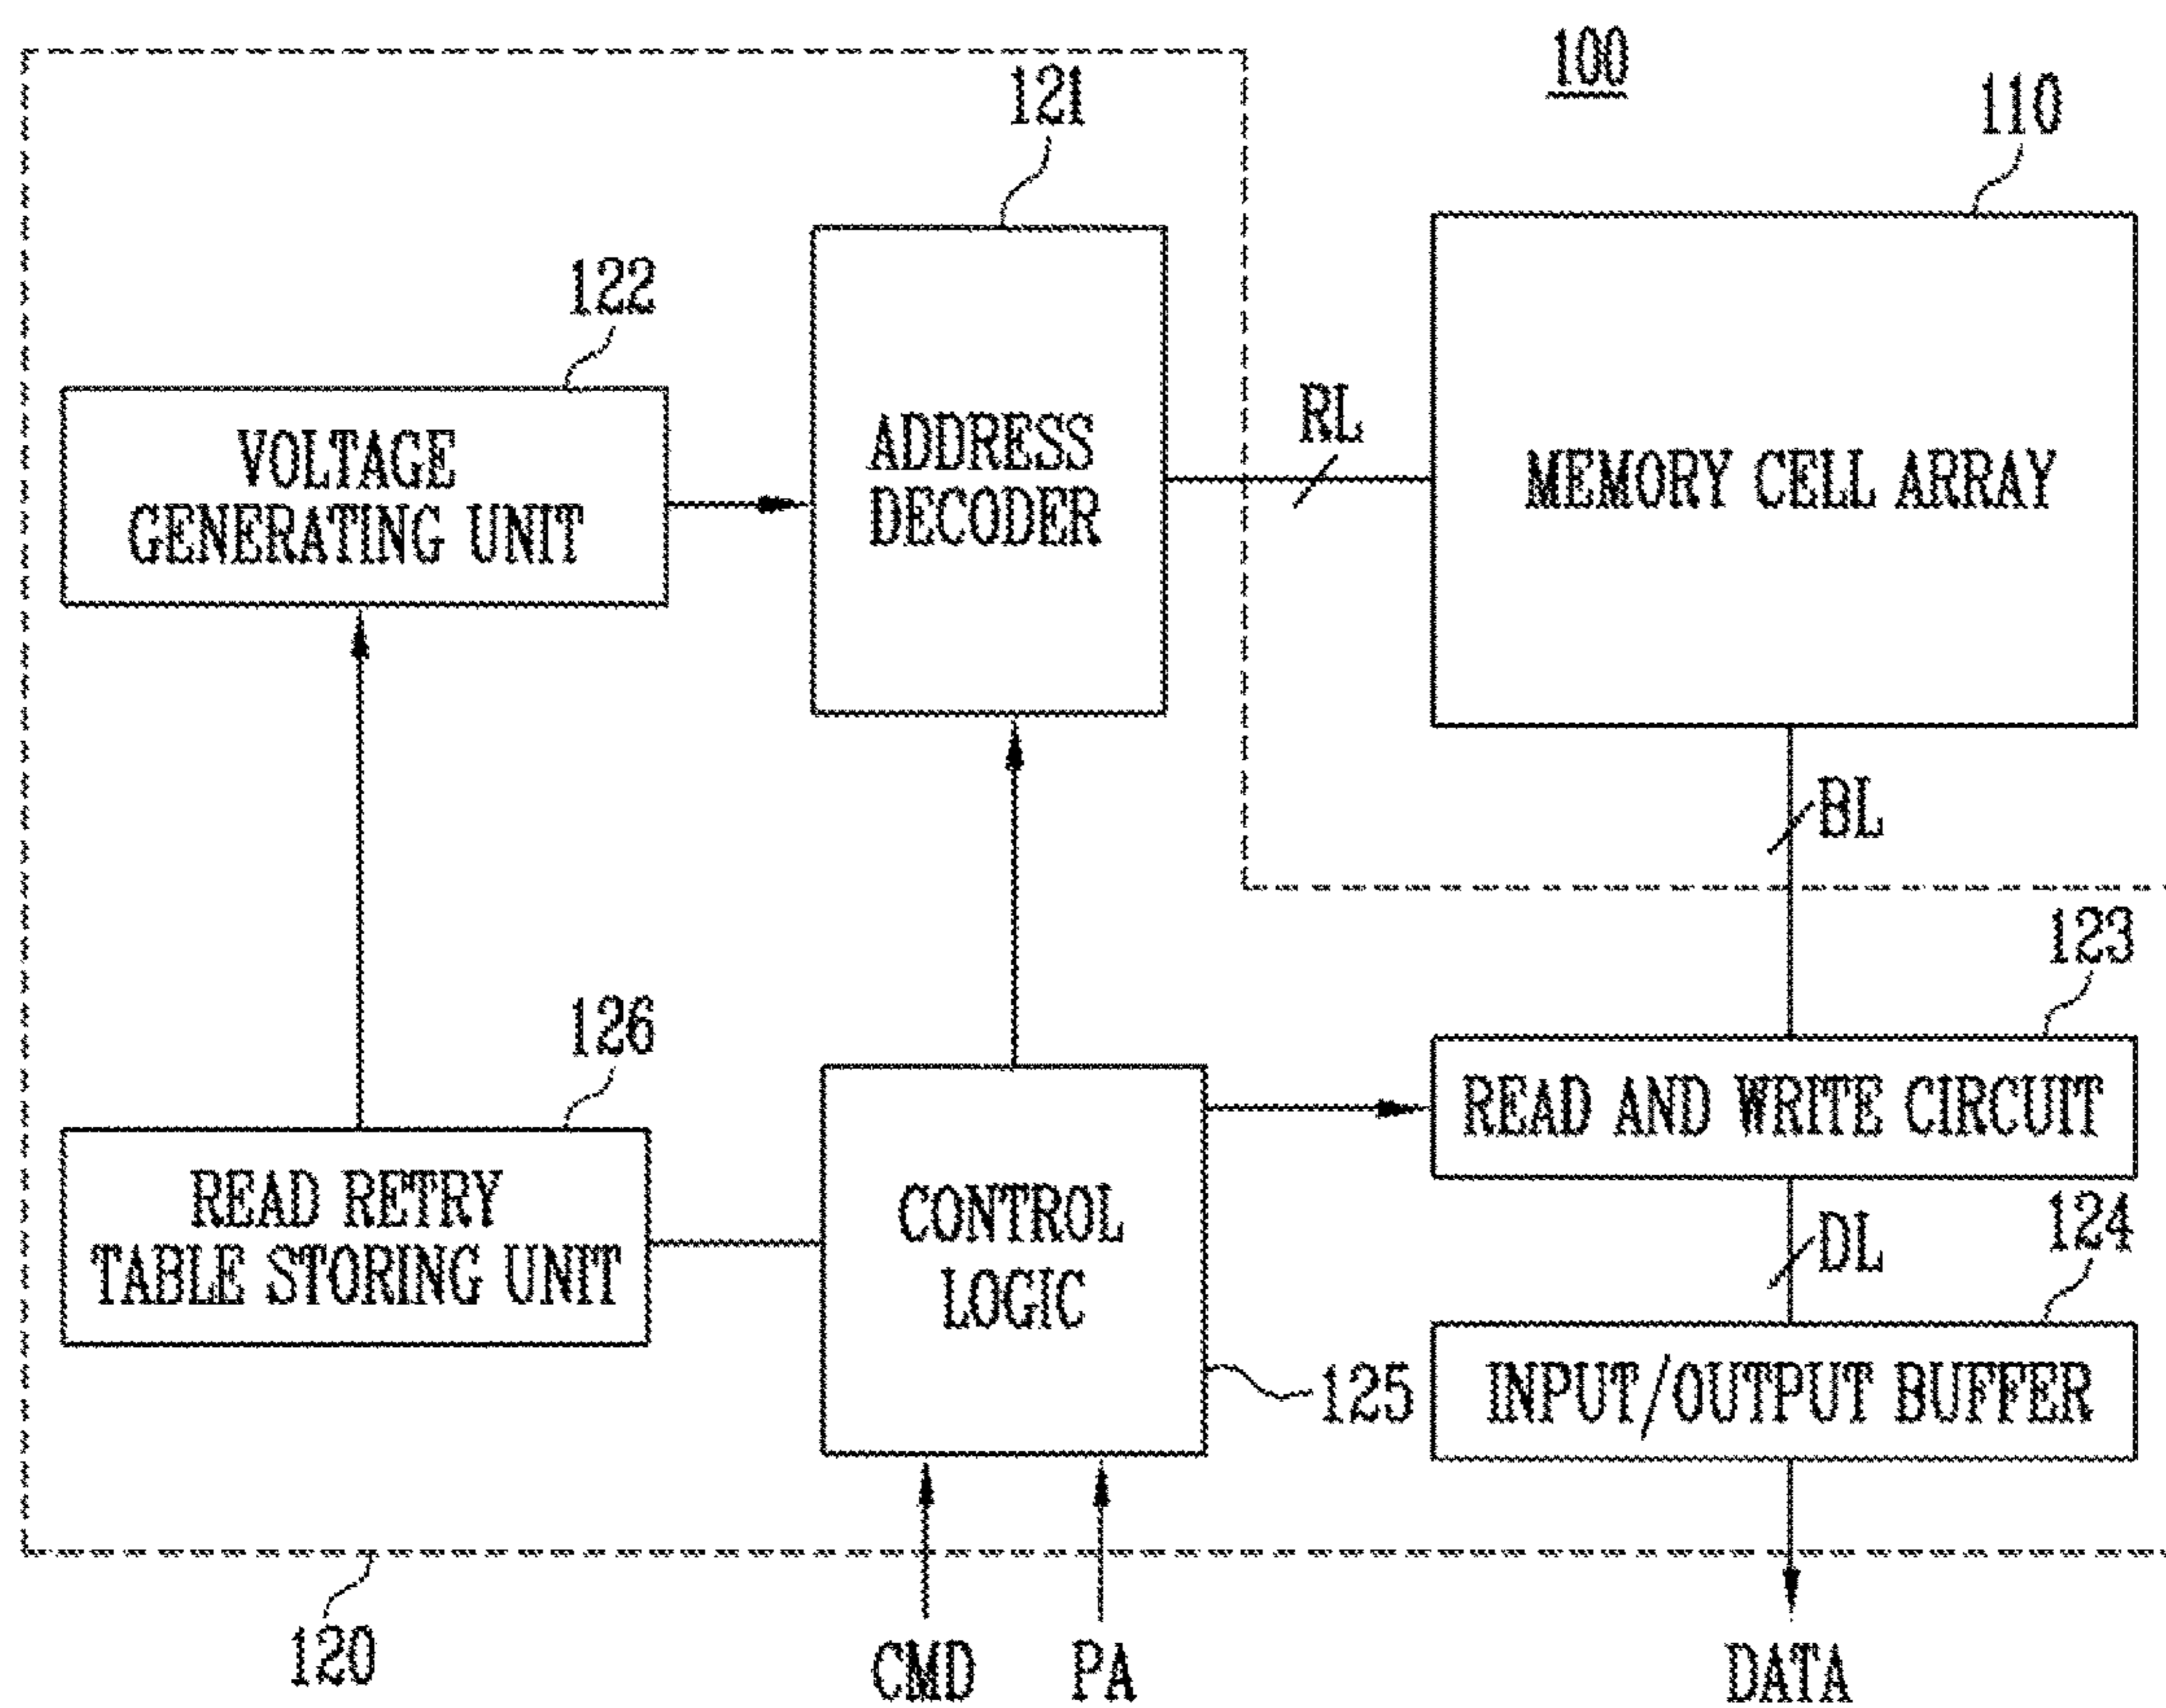 100
121
110
122
VOLTAGE
GENERATING UNIT
ADDRESS
DECODER
RL
MEMORY CELL ARRAY
BL
123
126
READ AND WRITE CIRCUIT
READ RETRY
TABLE STORING UNIT
CONTROL
LOGIC
DL
124
125
INPUT/OUTPUT BUFFER
120
CMD
PA
DATA